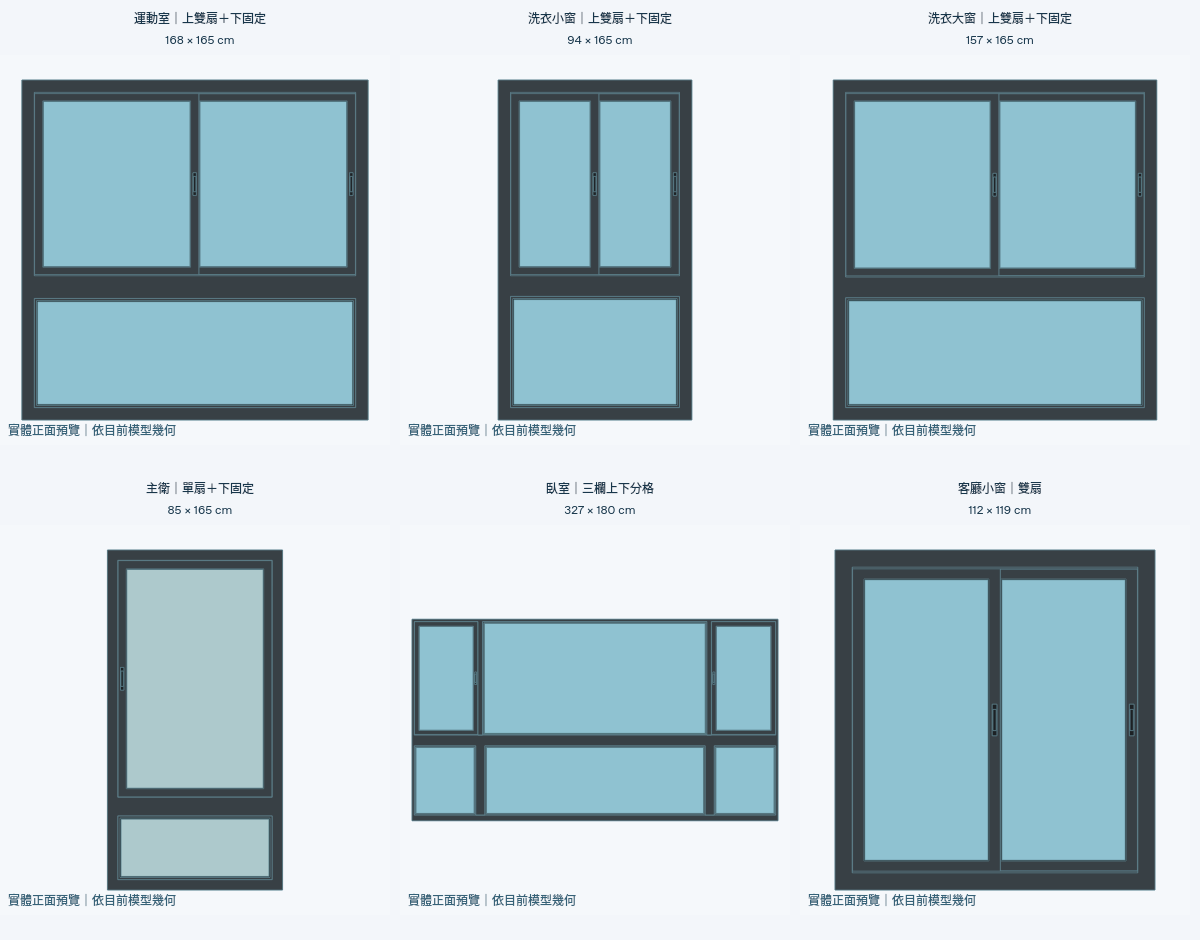 運動室｜上雙扇＋下固定
168 × 165 cm
實體正面預覽｜依目前模型幾何
洗衣小窗｜上雙扇＋下固定
94 × 165 cm
實體正面預覽｜依目前模型幾何
洗衣大窗｜上雙扇＋下固定
157 × 165 cm
實體正面預覽｜依目前模型幾何
主衛｜單扇＋下固定
85 × 165 cm
實體正面預覽｜依目前模型幾何
臥室｜三欄上下分格
327 × 180 cm
實體正面預覽｜依目前模型幾何
客廳小窗｜雙扇
112 × 119 cm
實體正面預覽｜依目前模型幾何